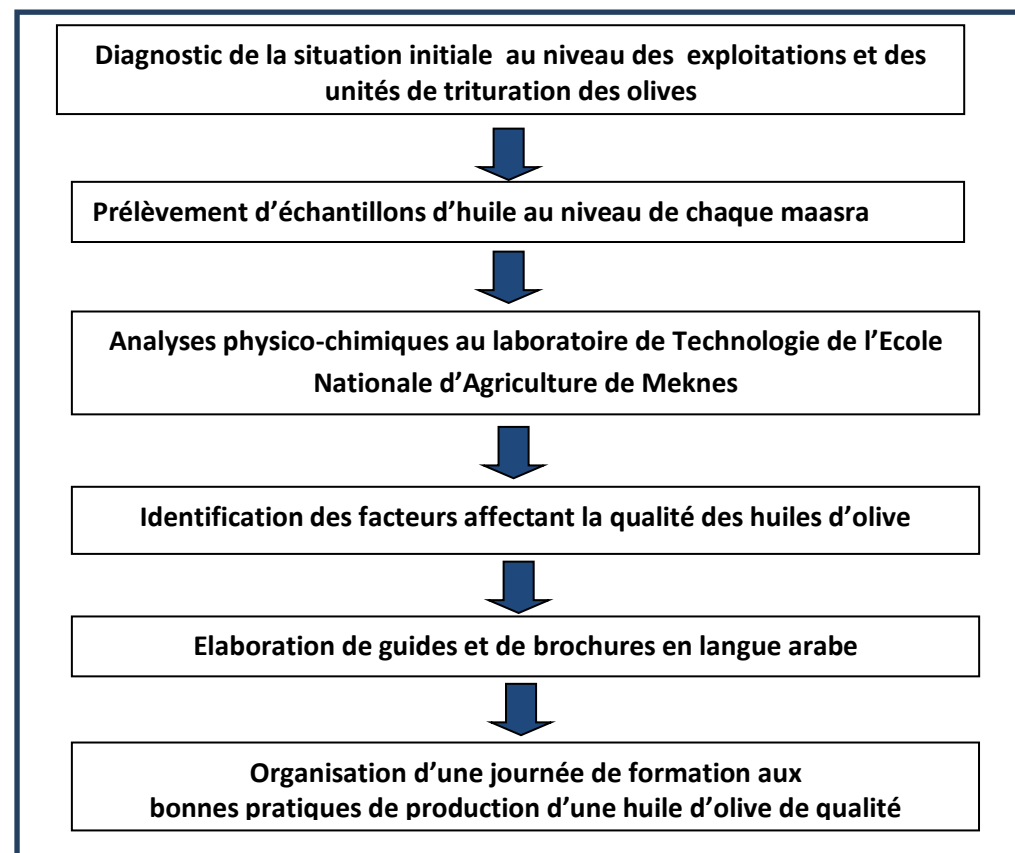 Diagnostic de la situation initiale au niveau des exploitations et des
unités de trituration des olives
Prélèvement d’échantillons d’huile au niveau de chaque maasra
Analyses physico-chimiques au laboratoire de Technologie de l’Ecole
Nationale d’Agriculture de Meknes
Identification des facteurs affectant la qualité des huiles d’olive
Elaboration de guides et de brochures en langue arabe
Organisation d’une journée de formation aux
bonnes pratiques de production d’une huile d’olive de qualité